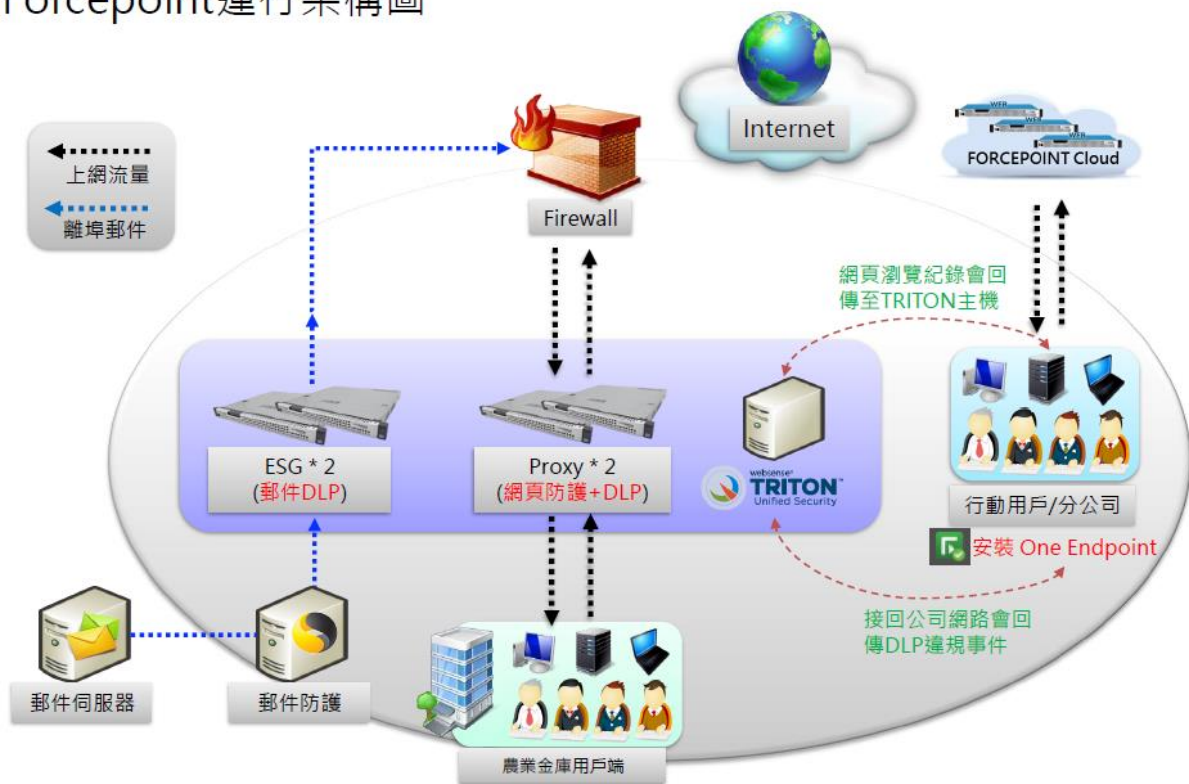 Forcepoint運行架構圖
上網流量
離埠郵件
Internet
WEB
WEB
WEB
FORCEPOINT Cloud
Firewall
網頁瀏覽紀錄會回
傳至TRITON主機
ESG * 2
(郵件DLP)
Proxy * 2
(網頁防護+DLP)
websense®
TRITON™
Unified Security
行動用戶/分公司
安裝 One Endpoint
接回公司網路會回
傳DLP違規事件
郵件伺服器
郵件防護
農業金庫用戶端